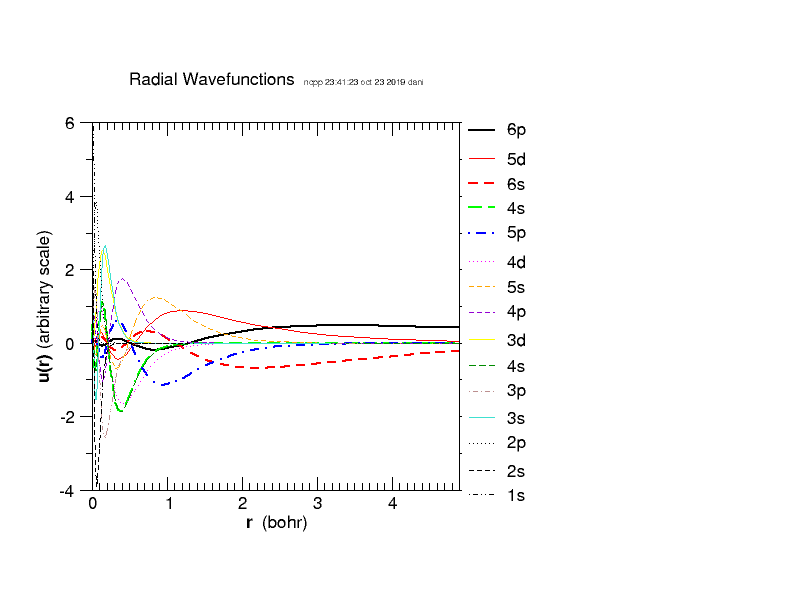 Radial Wavefunctions ncpp 23:41:23 oct 23 2019 dani
6
4
2
0
-2
-4
u(r) (arbitrary scale)
0 1 2 3 4
r (bohr)
6p
5d
6s
4s
5p
4d
5s
4p
3d
4s
3p
3s
2p
2s
1s